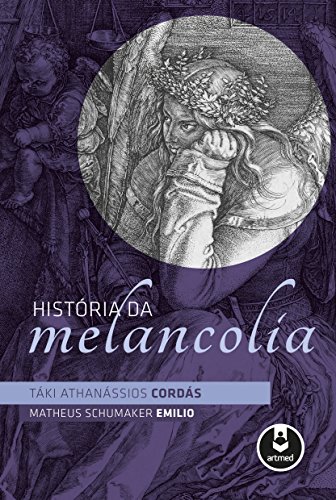 HISTÓRIA DA
melancolia
TÁKI ATHANÁSSIOS CORDÁS
MATHEUS SCHUMAKER EMILIO
artmed